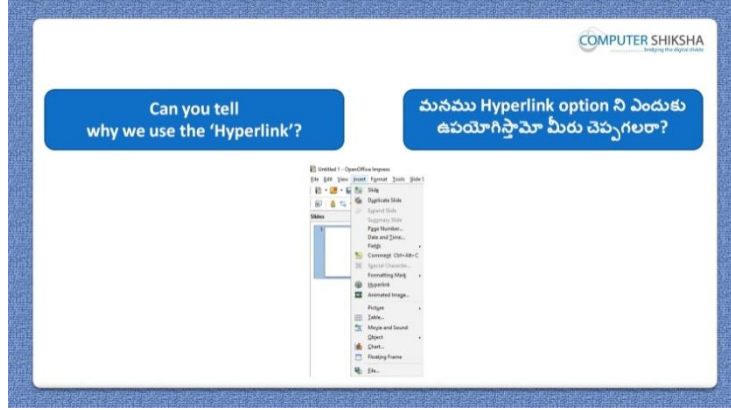 COMPUTER SHIKSHA
Bridging the digital divide
Can you tell
why we use the ‘Hyperlink’?
మనము Hyperlink option ని ఎందుకు
ఉపయోగిస్తామో మీరు చెప్పగలరా?
Untitled 1 - OpenOffice Impress
File Edit View Insert Format Tools Slide S
Slide
Duplicate Slide
Expand Slide
Summary Slide
Page Number...
Date and Time...
Fields
Comment Ctrl+Alt+C
Special Character...
Formatting Mark
Hyperlink
Animated Image...
Picture
Table...
Movie and Sound
Object
Chart...
Floating Frame
File...
Slides
1